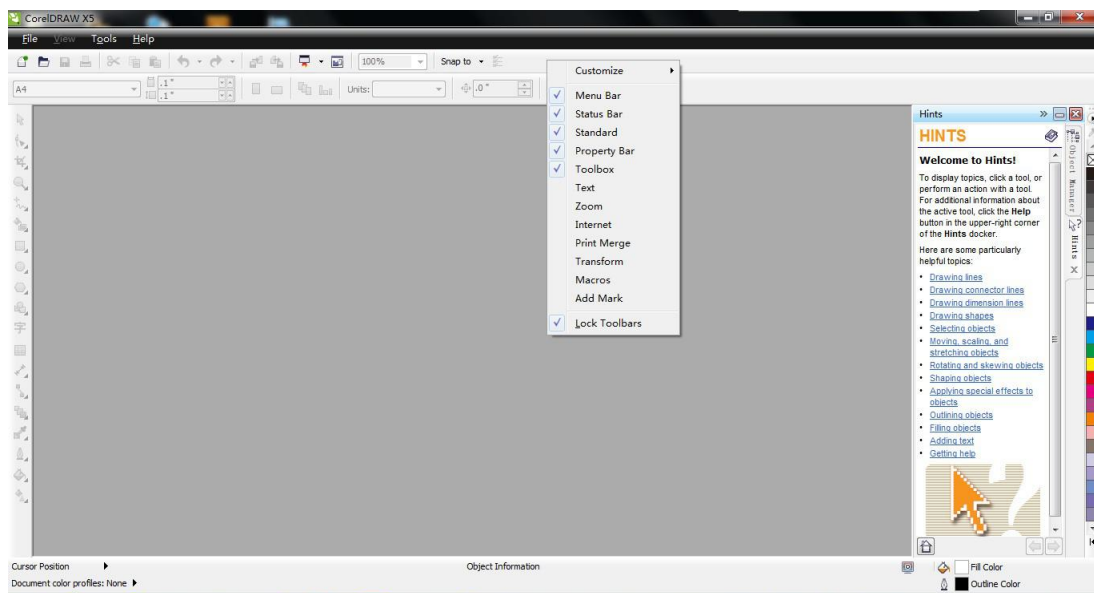 CorelDRAW X5
File View Tools Help
100% Snap to
A4 .1 " .1 " Units: .0 "
Customize
Menu Bar
Status Bar
Standard
Property Bar
Toolbox
Text
Zoom
Internet
Print Merge
Transform
Macros
Add Mark
Lock Toolbars
Hints
HINTS
Welcome to Hints!
To display topics, click a tool, or
perform an action with a tool.
For additional information about
the active tool, click the Help
button in the upper-right corner
of the Hints docker.
Here are some particularly
helpful topics:
• Drawing lines
• Drawing connector lines
• Drawing dimension lines
• Drawing shapes
• Selecting objects
• Moving, scaling, and
stretching objects
• Rotating and skewing objects
• Shaping objects
• Applying special effects to
objects
• Outlining objects
• Filling objects
• Adding text
• Getting help
Object Manager
Hints
字
Cursor Position
Object Information
Fill Color
Document color profiles: None
Outline Color